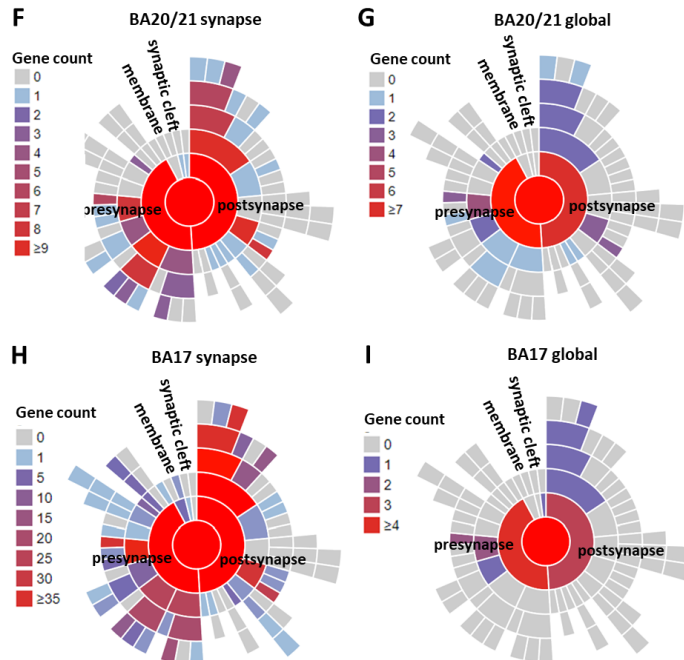 F
BA20/21 synapse
Gene count
0
1
2
3
4
5
6
7
8
≥9
membrane
synaptic cleft
presynapse
postsynapse
G
BA20/21 global
Gene count
0
1
2
3
4
5
6
≥7
membrane
synaptic cleft
presynapse
postsynapse
H
BA17 synapse
Gene count
0
1
5
10
15
20
25
30
≥35
membrane
synaptic cleft
presynapse
postsynapse
I
BA17 global
Gene count
0
1
2
3
≥4
membrane
synaptic cleft
presynapse
postsynapse